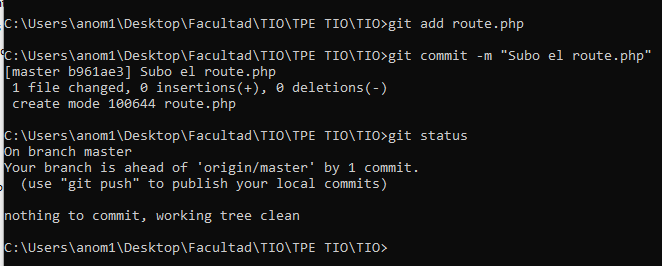 C:\Users\anom1\Desktop\Facultad\TIO\TPE TIO\TIO>git add route.php
C:\Users\anom1\Desktop\Facultad\TIO\TPE TIO\TIO>git commit -m "Subo el route.php"
[master b961ae3] Subo el route.php
 1 file changed, 0 insertions(+), 0 deletions(-)
 create mode 100644 route.php
C:\Users\anom1\Desktop\Facultad\TIO\TPE TIO\TIO>git status
On branch master
Your branch is ahead of 'origin/master' by 1 commit.
  (use "git push" to publish your local commits)
nothing to commit, working tree clean
C:\Users\anom1\Desktop\Facultad\TIO\TPE TIO\TIO>